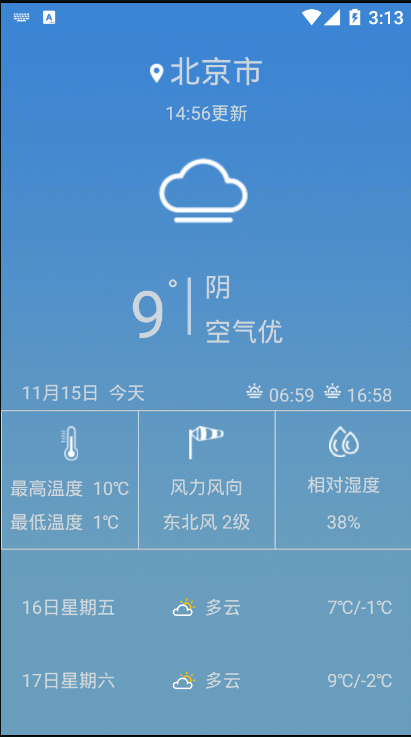 3:13
北京市
14:56更新
9°
阴
空气优
11月15日 今天 06:59 16:58
最高温度 10℃
最低温度 1℃
风力风向
东北风 2级
相对湿度
38%
16日星期五 多云 7℃/-1℃
17日星期六 多云 9℃/-2℃